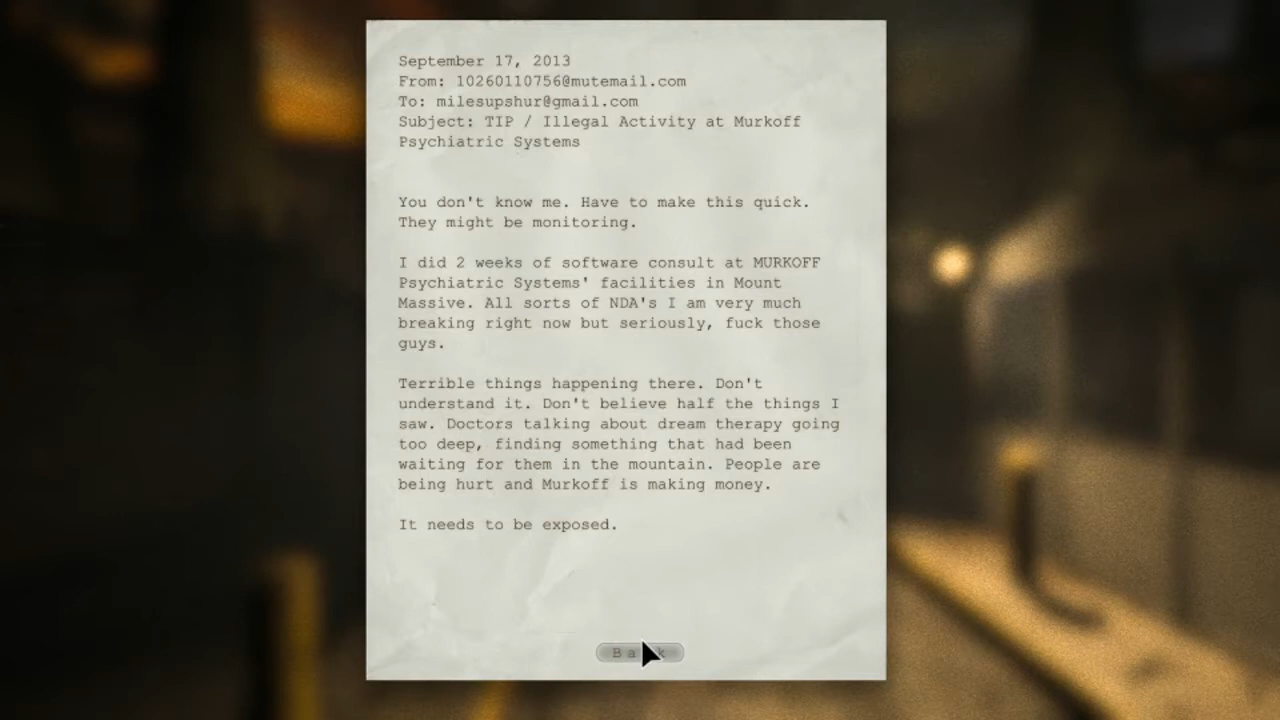 September 17, 2013
From: 10260110756@mutemail.com
To: milesupshur@gmail.com
Subject: TIP / Illegal Activity at Murkoff
Psychiatric Systems
You don't know me. Have to make this quick.
They might be monitoring.
I did 2 weeks of software consult at MURKOFF
Psychiatric Systems' facilities in Mount
Massive. All sorts of NDA's I am very much
breaking right now but seriously, fuck those
guys.
Terrible things happening there. Don't
understand it. Don't believe half the things I
saw. Doctors talking about dream therapy going
too deep, finding something that had been
waiting for them in the mountain. People are
being hurt and Murkoff is making money.
It needs to be exposed.
Back